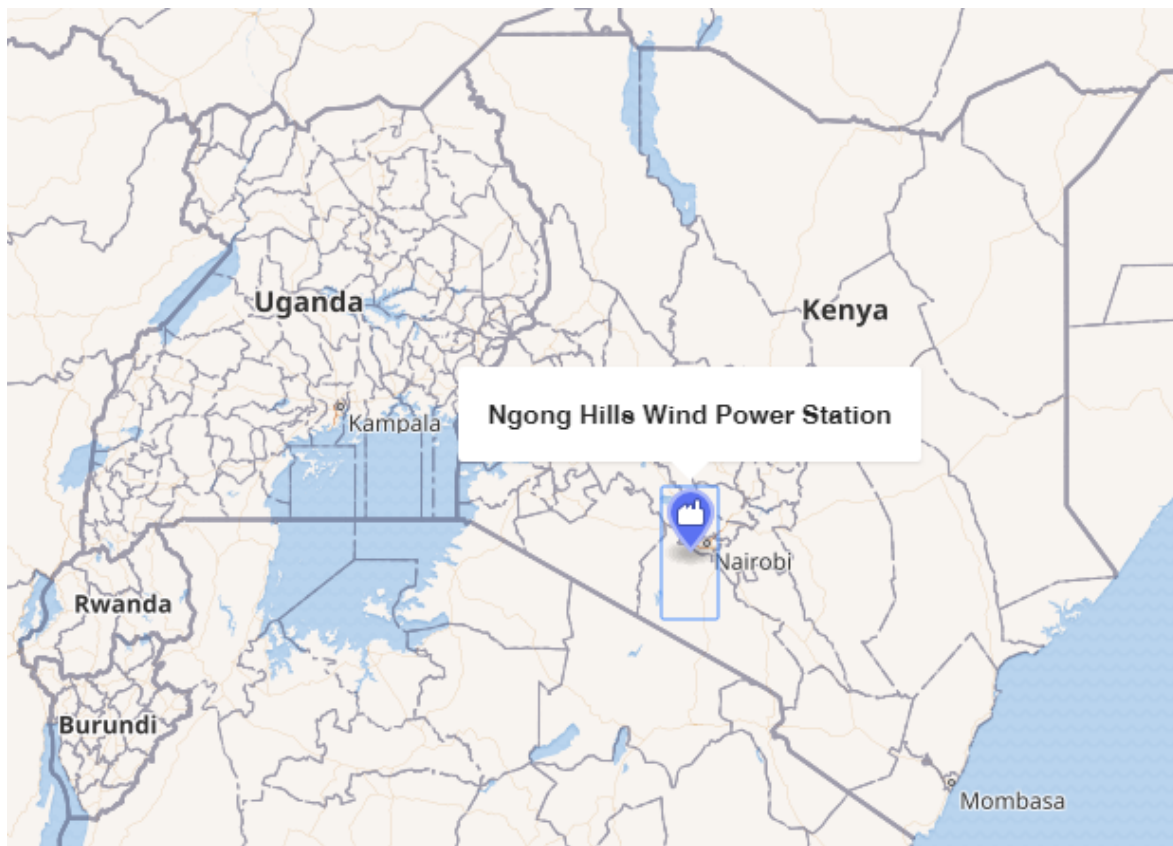 Uganda
Kenya
Ngong Hills Wind Power Station
Kampala
Nairobi
Rwanda
Burundi
Mombasa